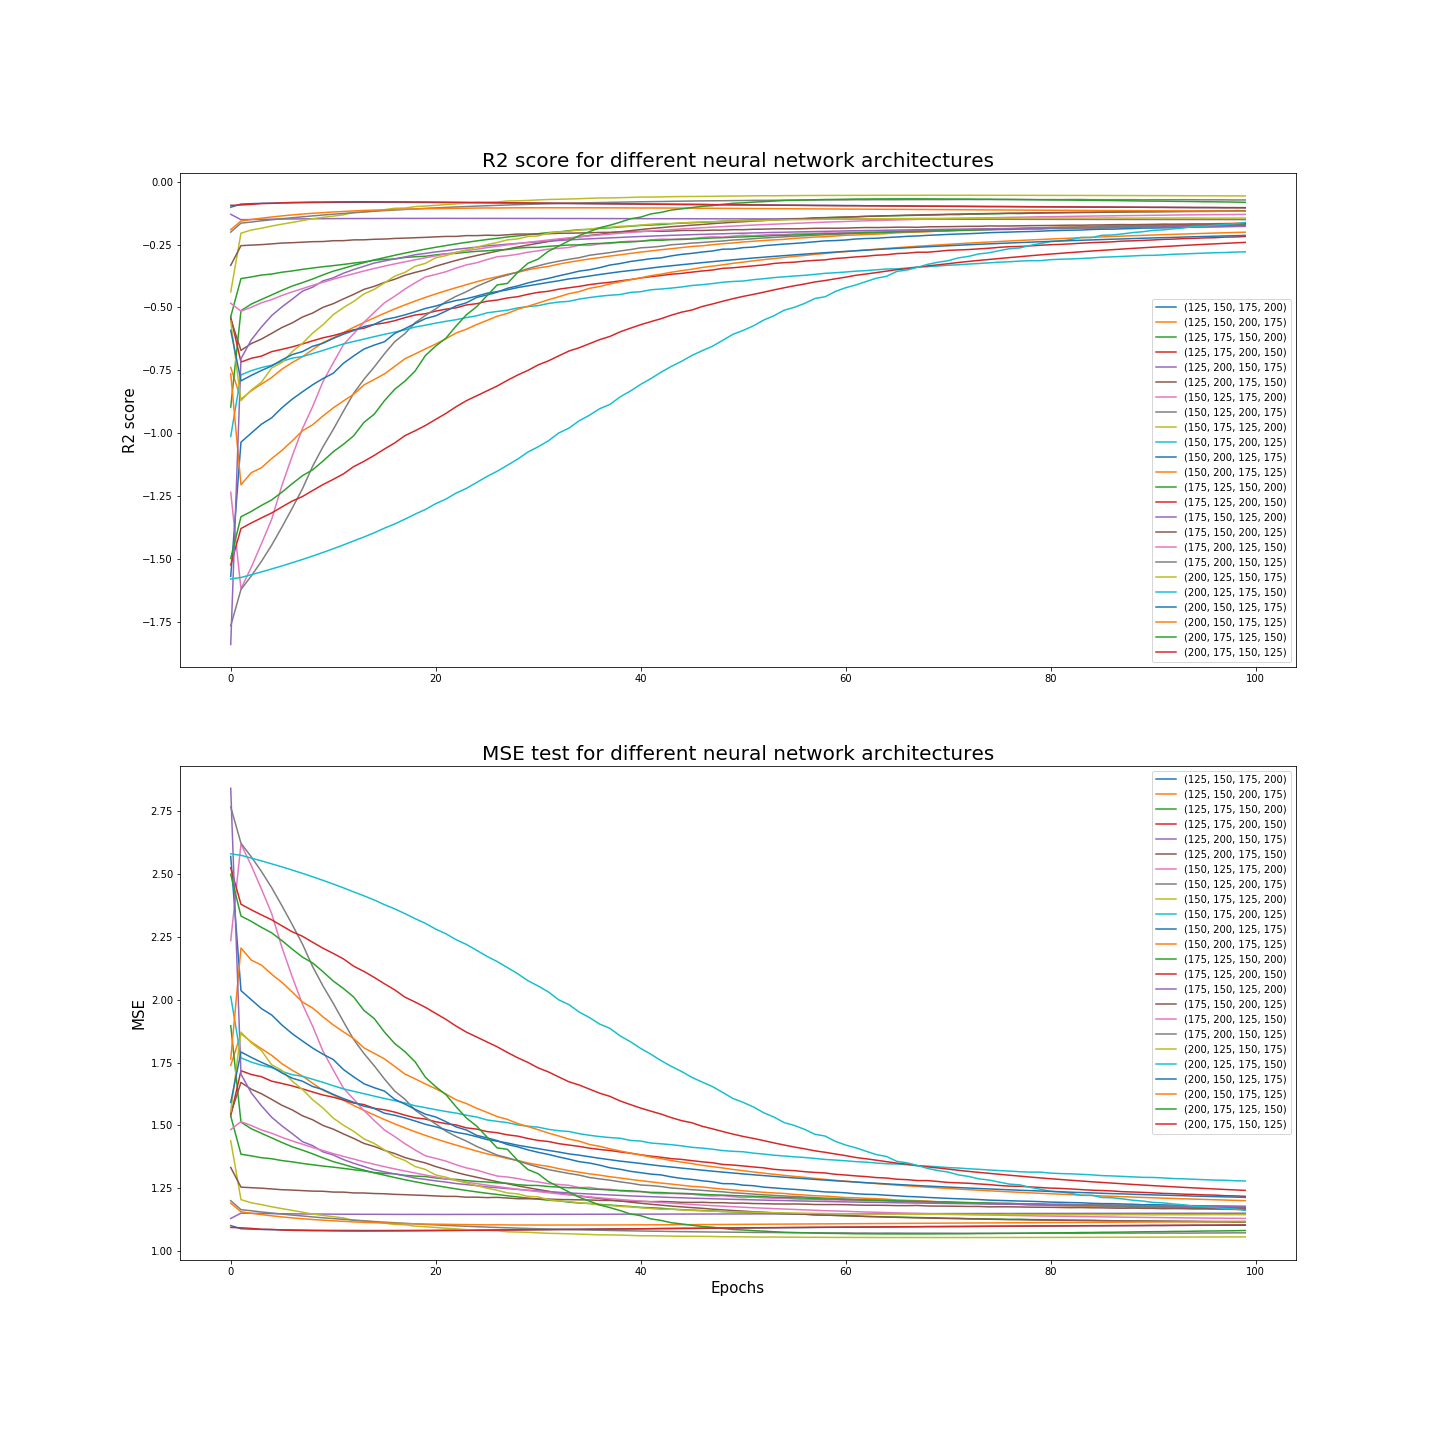 R2 score for different neural network architectures
R2 score
0.00
−0.25
−0.50
−0.75
−1.00
−1.25
−1.50
−1.75
0 20 40 60 80 100
(125, 150, 175, 200)
(125, 150, 200, 175)
(125, 175, 150, 200)
(125, 175, 200, 150)
(125, 200, 150, 175)
(125, 200, 175, 150)
(150, 125, 175, 200)
(150, 125, 200, 175)
(150, 175, 125, 200)
(150, 175, 200, 125)
(150, 200, 125, 175)
(150, 200, 175, 125)
(175, 125, 150, 200)
(175, 125, 200, 150)
(175, 150, 125, 200)
(175, 150, 200, 125)
(175, 200, 125, 150)
(175, 200, 150, 125)
(200, 125, 150, 175)
(200, 125, 175, 150)
(200, 150, 125, 175)
(200, 150, 175, 125)
(200, 175, 125, 150)
(200, 175, 150, 125)
MSE test for different neural network architectures
MSE
2.75
2.50
2.25
2.00
1.75
1.50
1.25
1.00
0 20 40 60 80 100
Epochs
(125, 150, 175, 200)
(125, 150, 200, 175)
(125, 175, 150, 200)
(125, 175, 200, 150)
(125, 200, 150, 175)
(125, 200, 175, 150)
(150, 125, 175, 200)
(150, 125, 200, 175)
(150, 175, 125, 200)
(150, 175, 200, 125)
(150, 200, 125, 175)
(150, 200, 175, 125)
(175, 125, 150, 200)
(175, 125, 200, 150)
(175, 150, 125, 200)
(175, 150, 200, 125)
(175, 200, 125, 150)
(175, 200, 150, 125)
(200, 125, 150, 175)
(200, 125, 175, 150)
(200, 150, 125, 175)
(200, 150, 175, 125)
(200, 175, 125, 150)
(200, 175, 150, 125)